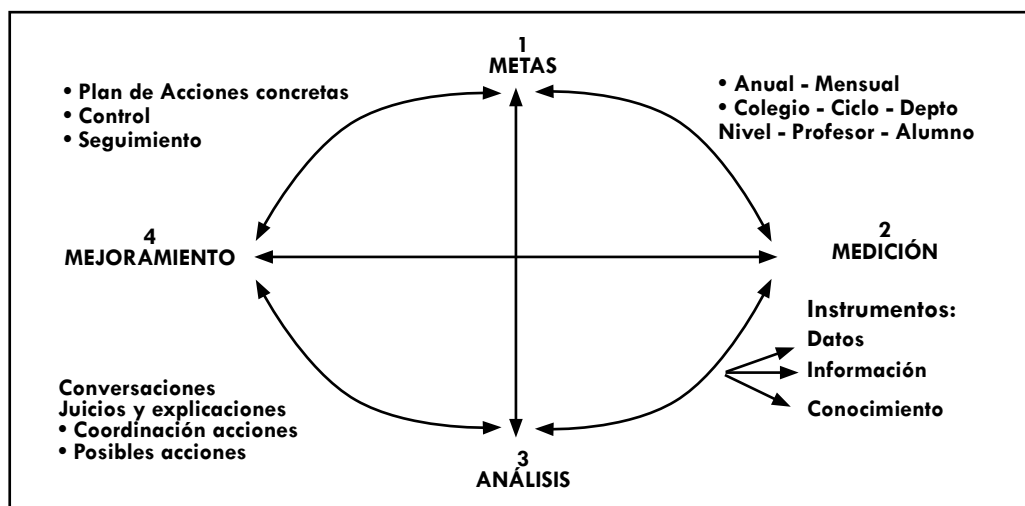 1
METAS
• Plan de Acciones concretas
• Control
• Seguimiento
• Anual - Mensual
• Colegio - Ciclo - Depto
Nivel - Profesor - Alumno
4
MEJORAMIENTO
2
MEDICIÓN
Instrumentos:
Datos
Información
Conocimiento
Conversaciones
Juicios y explicaciones
• Coordinación acciones
• Posibles acciones
3
ANÁLISIS